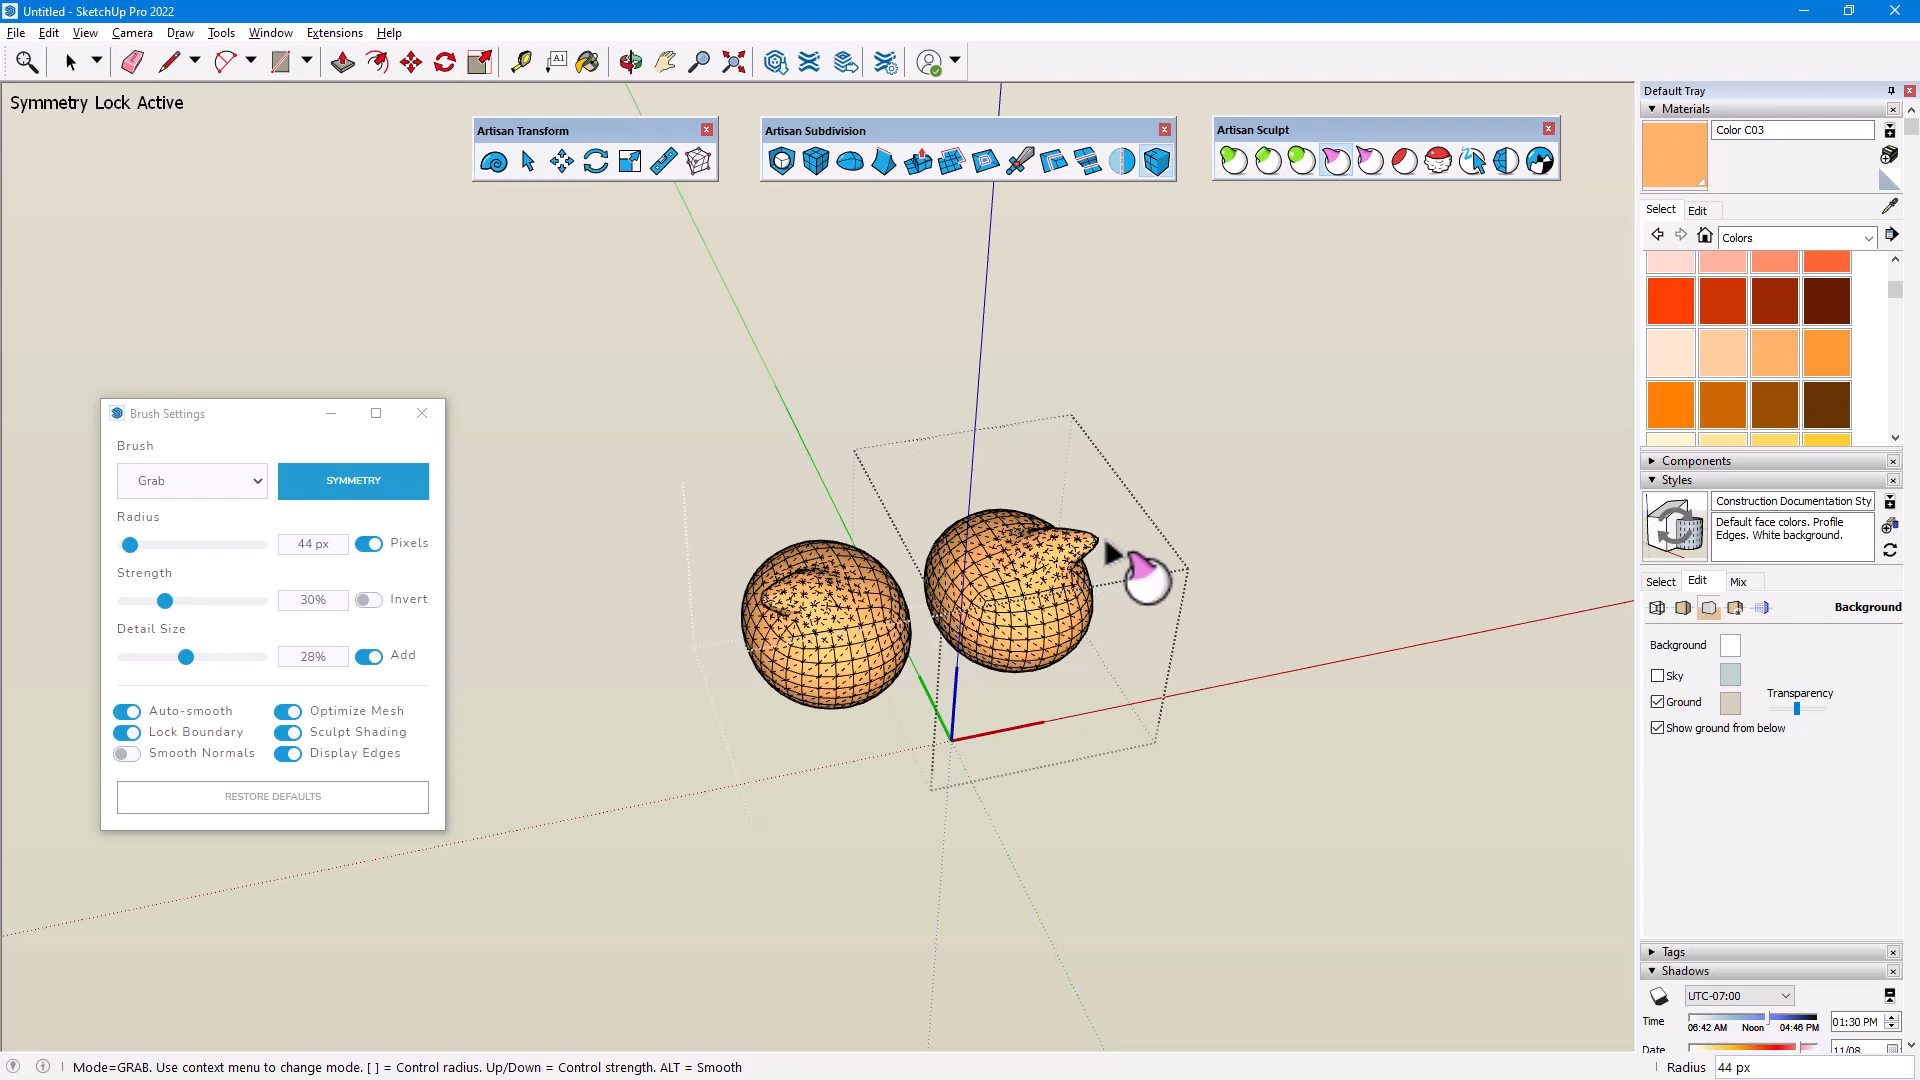 Untitled - SketchUp Pro 2022
File Edit View Camera Draw Tools Window Extensions Help
A1
Symmetry Lock Active
Artisan Transform
Artisan Subdivision
Artisan Sculpt
Brush Settings
Brush
Grab
SYMMETRY
Radius
44 px
Pixels
Strength
30%
Invert
Detail Size
28%
Add
Auto-smooth
Optimize Mesh
Lock Boundary
Sculpt Shading
Smooth Normals
Display Edges
RESTORE DEFAULTS
Default Tray
Materials
Color C03
Select Edit
Colors
Components
Styles
Construction Documentation Sty
Default face colors. Profile
Edges. White background.
Select Edit Mix
Background
Background
Sky
Ground
Transparency
Show ground from below
Tags
Shadows
UTC-07:00
Time
06:42 AM Noon 04:46 PM
01:30 PM
Date
11/08
Mode=GRAB. Use context menu to change mode. [ ] = Control radius. Up/Down = Control strength. ALT = Smooth
Radius 44 px